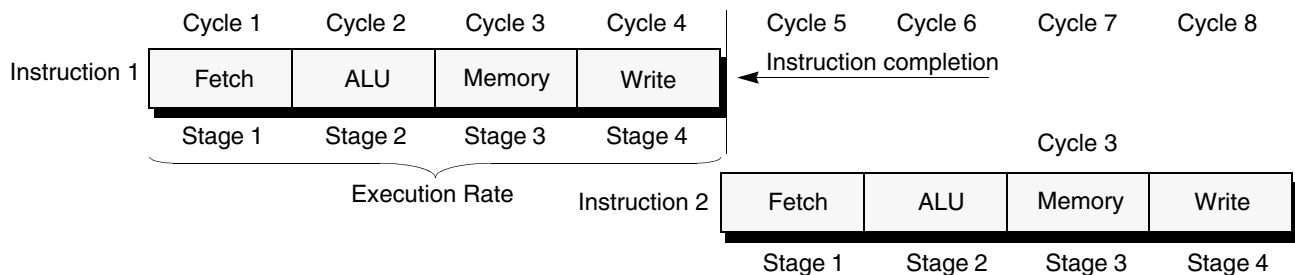 Cycle 1 Cycle 2 Cycle 3 Cycle 4 Cycle 5 Cycle 6 Cycle 7 Cycle 8
Instruction completion
Instruction 1 Fetch ALU Memory Write
Stage 1 Stage 2 Stage 3 Stage 4
Cycle 3
Execution Rate
Instruction 2 Fetch ALU Memory Write
Stage 1 Stage 2 Stage 3 Stage 4